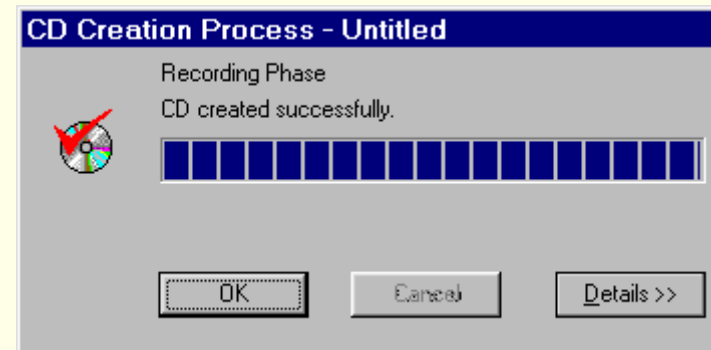 CD Creation Process - Untitled
Recording Phase
CD created successfully.
OK Cancel Details >>